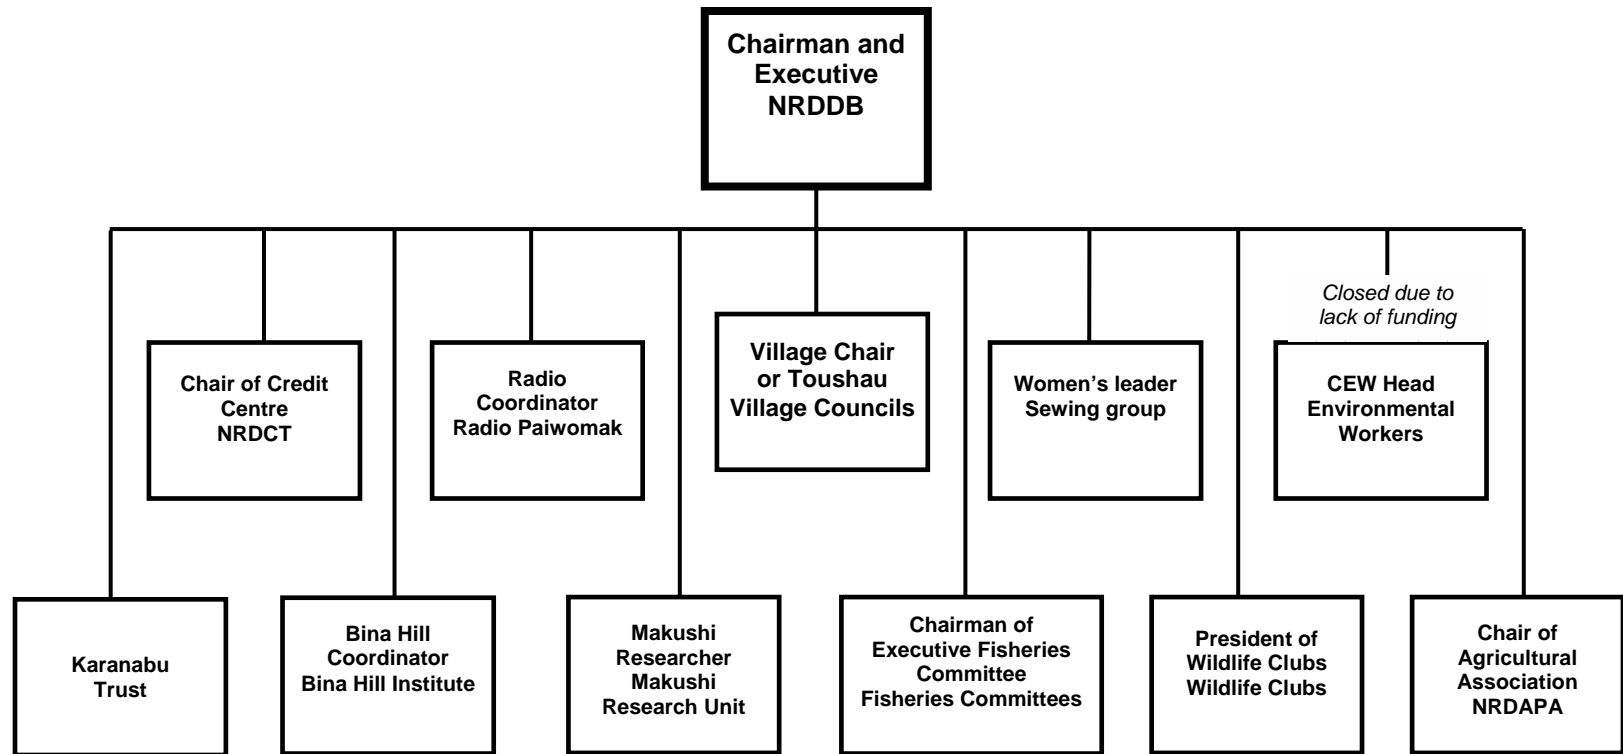 Chairman and
Executive
NRDDB
Closed due to
lack of funding
Chair of Credit
Centre
NRDCT
Radio
Coordinator
Radio Paiwomak
Village Chair
or Toushau
Village Councils
Women’s leader
Sewing group
CEW Head
Environmental
Workers
Karanabu
Trust
Bina Hill
Coordinator
Bina Hill Institute
Makushi
Researcher
Makushi
Research Unit
Chairman of
Executive Fisheries
Committee
Fisheries Committees
President of
Wildlife Clubs
Wildlife Clubs
Chair of
Agricultural
Association
NRDAPA